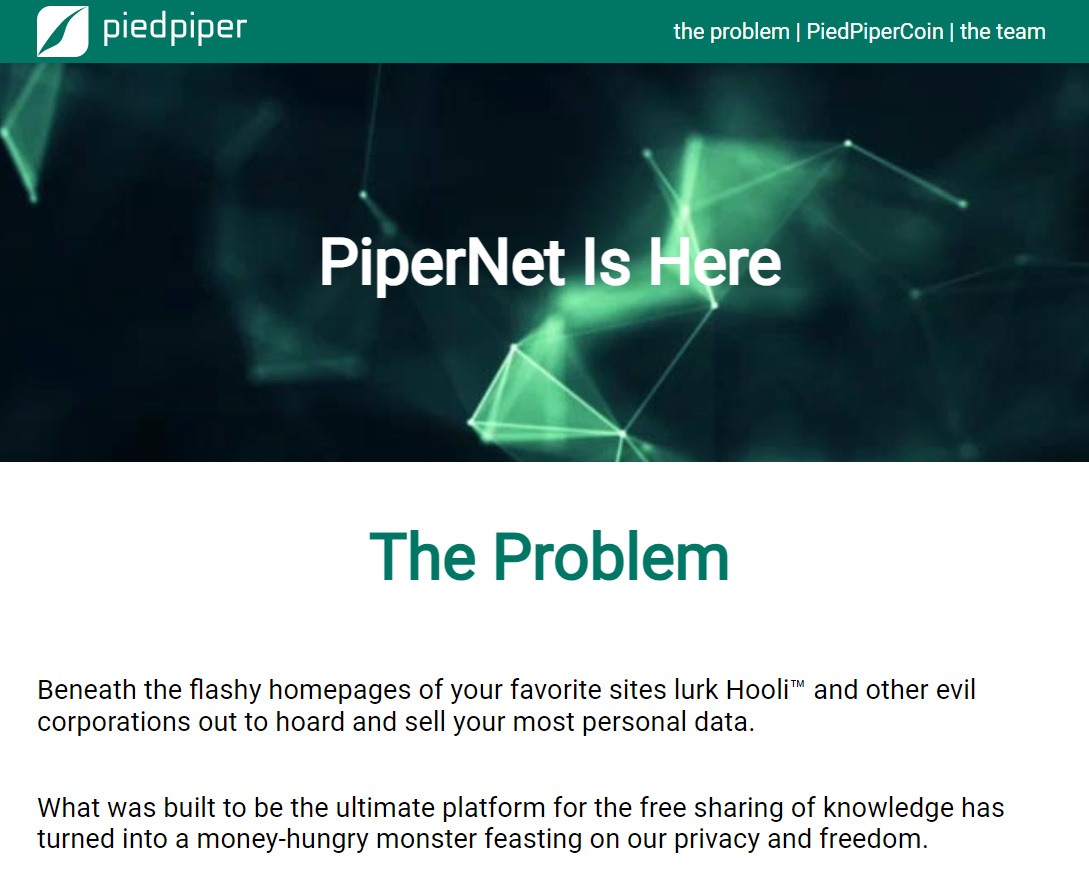 piedpiper
the problem | PiedPiperCoin | the team
PiperNet Is Here
The Problem
Beneath the flashy homepages of your favorite sites lurk Hooli™ and other evil
corporations out to hoard and sell your most personal data.
What was built to be the ultimate platform for the free sharing of knowledge has
turned into a money-hungry monster feasting on our privacy and freedom.